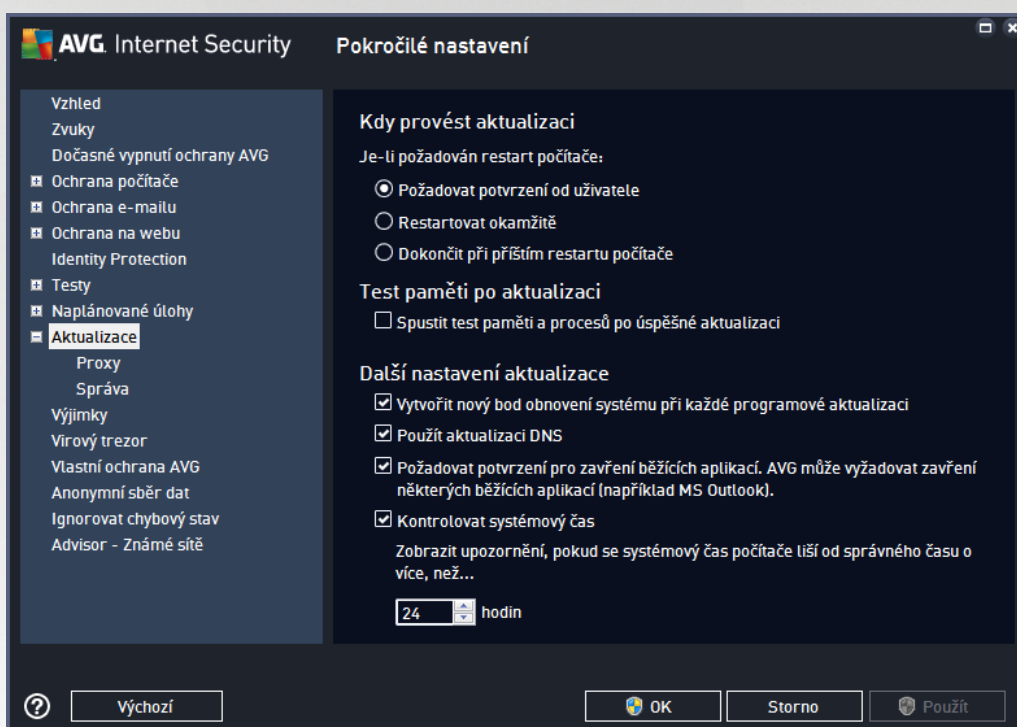 AVG. Internet Security
Pokročilé nastavení
Vzhled
Zvuky
Dočasné vypnutí ochrany AVG
Ochrana počítače
Ochrana e-mailu
Ochrana na webu
Identity Protection
Testy
Naplánované úlohy
Aktualizace
Proxy
Správa
Výjimky
Virový trezor
Vlastní ochrana AVG
Anonymní sběr dat
Ignorovat chybový stav
Advisor - Známé sítě
Kdy provést aktualizaci
Je-li požadován restart počítače:
Požadovat potvrzení od uživatele
Restartovat okamžitě
Dokončit při příštím restartu počítače
Test paměti po aktualizaci
Spustit test paměti a procesů po úspěšné aktualizaci
Další nastavení aktualizace
Vytvořit nový bod obnovení systému při každé programové aktualizaci
Použít aktualizaci DNS
Požadovat potvrzení pro zavření běžících aplikací. AVG může vyžadovat zavření
některých běžících aplikací (například MS Outlook).
Kontrolovat systémový čas
Zobrazit upozornění, pokud se systémový čas počítače liší od správného času o
více, než...
24 hodin
Výchozí
OK
Storno
Použít